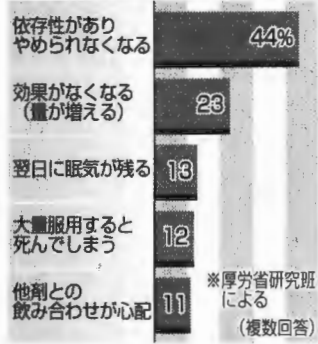 依存性があり
やめられなくなる
44%
効果がなくなる
(量が増える)
23
翌日に眠気が残る
13
大量服用すると
死んでしまう
12
他剤との
飲み合わせが心配
11
※厚労省研究班
による
(複数回答)